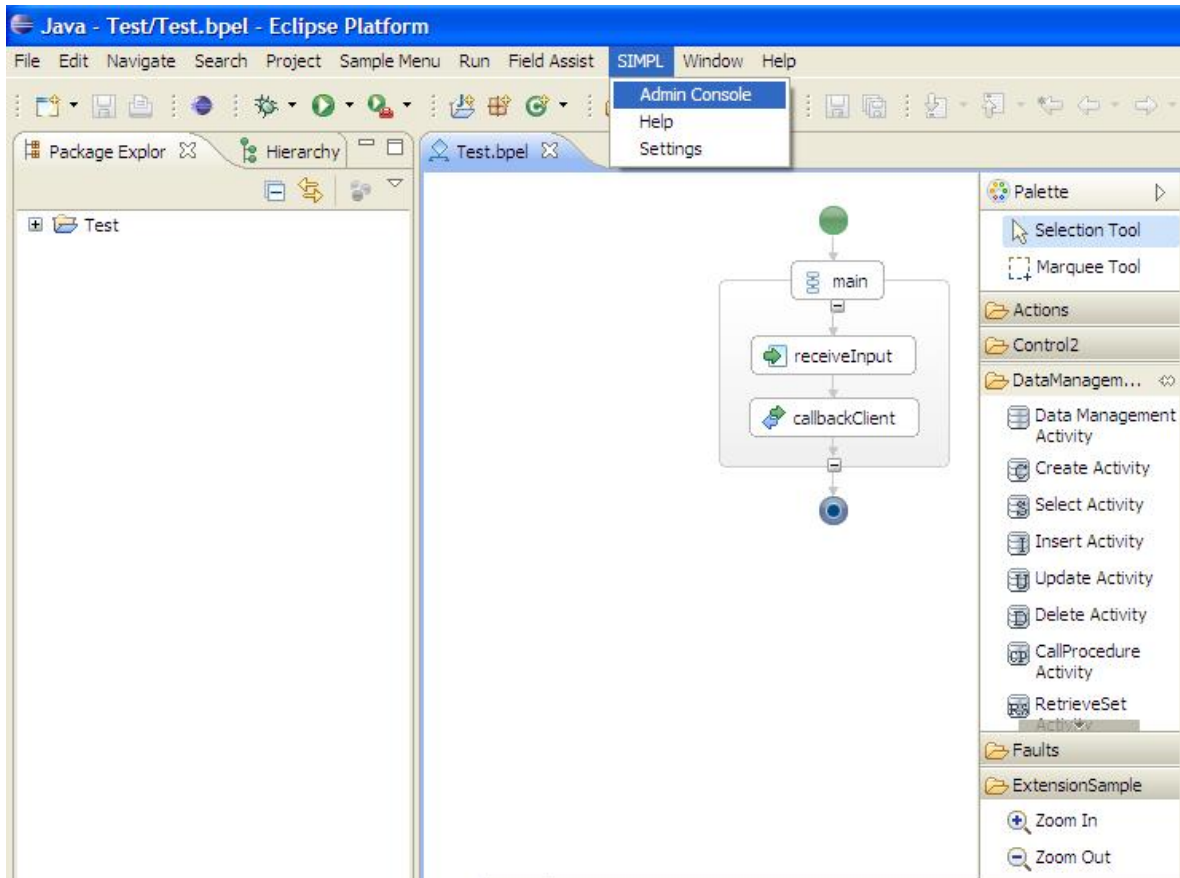 Java - Test/Test.bpel - Eclipse Platform
File Edit Navigate Search Project Sample Menu Run Field Assist SIMPL Window Help
Admin Console
Help
Settings
Package Explor
Hierarchy
Test.bpel
Test
main
receiveInput
callbackClient
Palette
Selection Tool
Marquee Tool
Actions
Control2
DataManagem...
Data Management
Activity
Create Activity
Select Activity
Insert Activity
Update Activity
Delete Activity
CallProcedure
Activity
RetrieveSet
Activity
Faults
ExtensionSample
Zoom In
Zoom Out